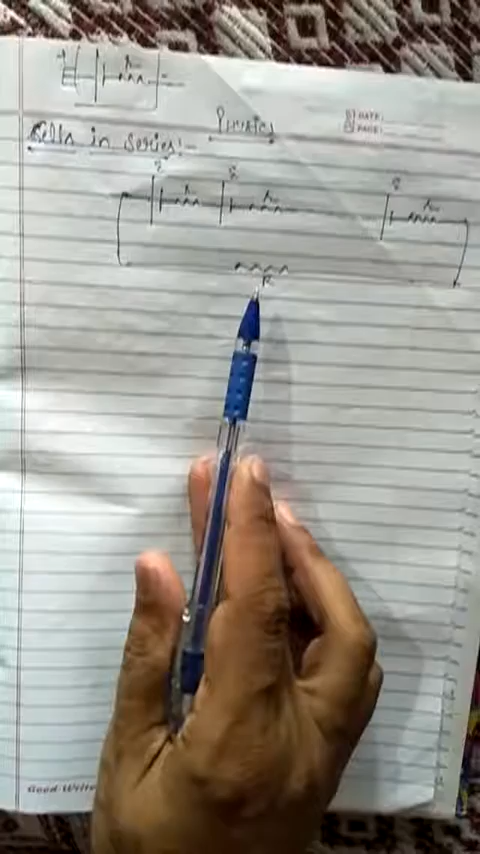 r
Physics
DATE:
PAGE:
Cells in series:-
r
r
r
R
Good Write